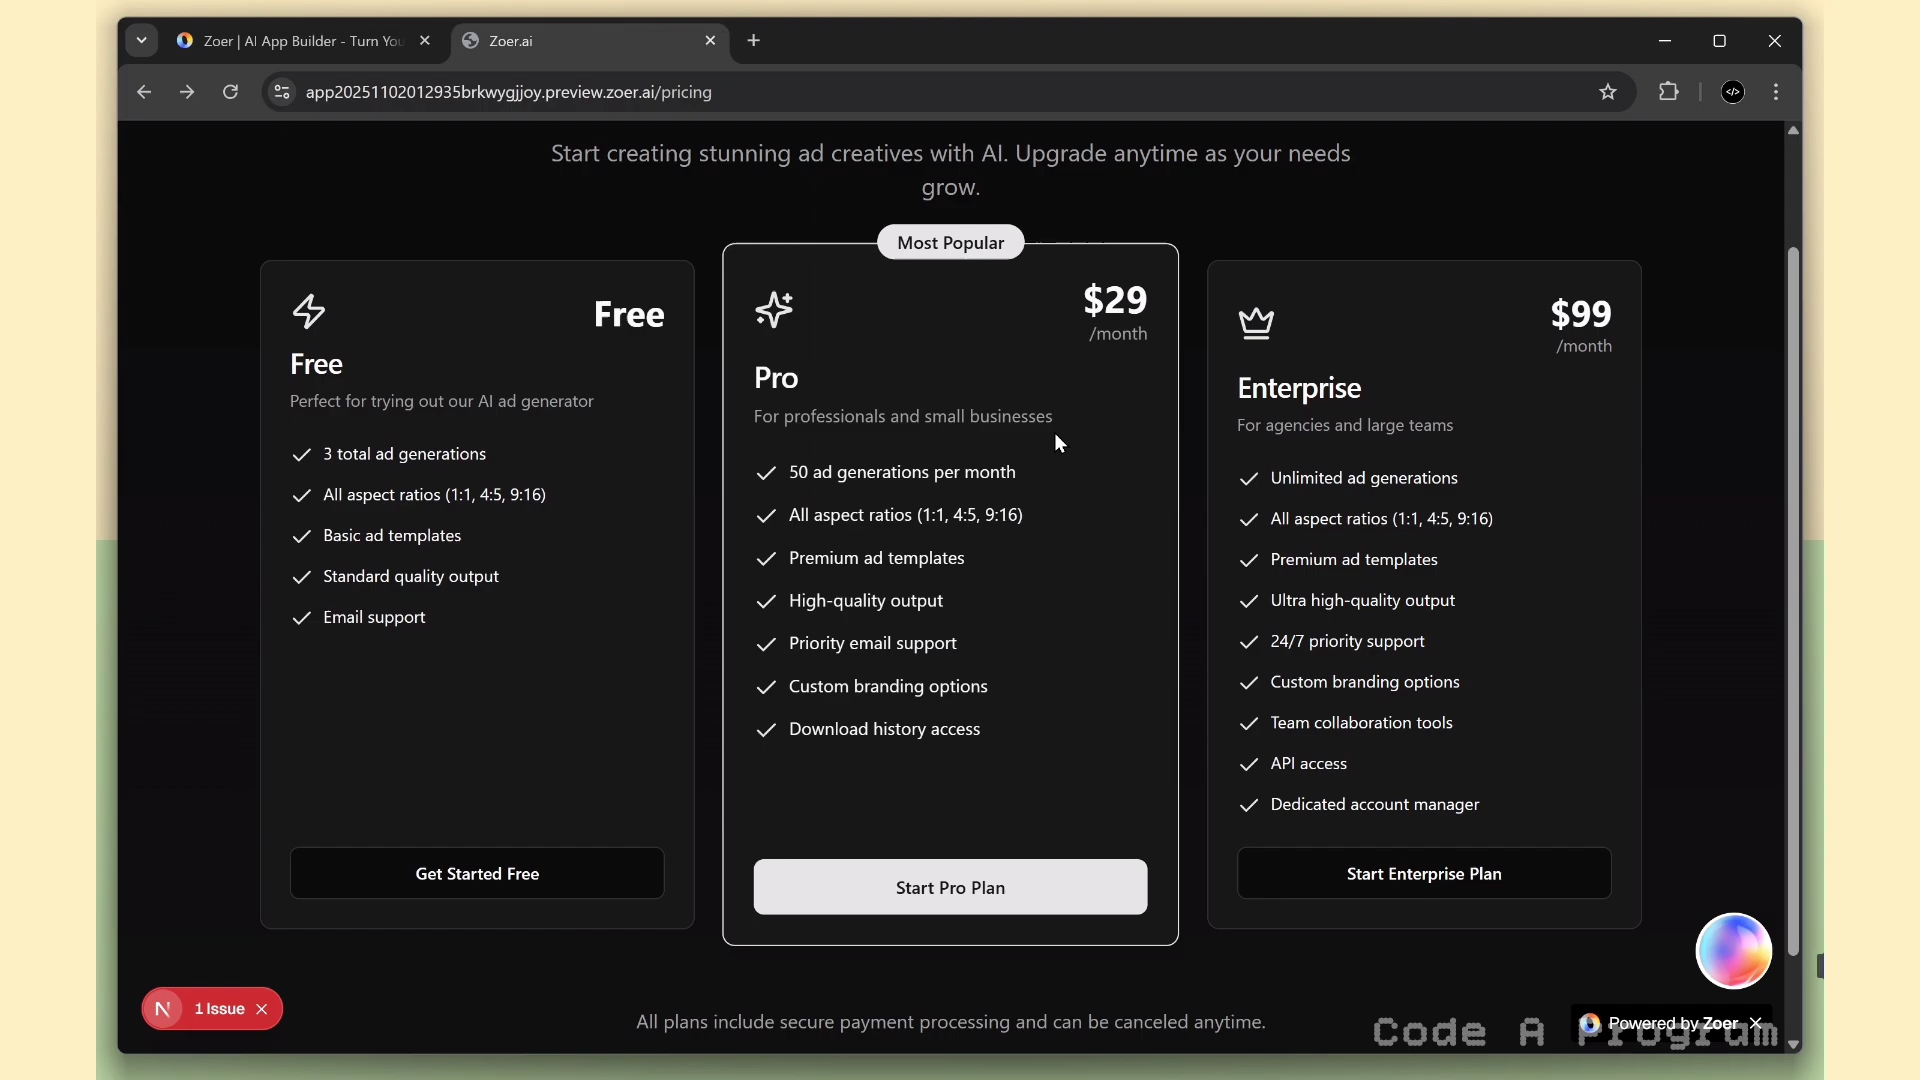 Zoer | AI App Builder - Turn You
Zoer.ai
app20251102012935brkwygjjoy.preview.zoer.ai/pricing
Start creating stunning ad creatives with AI. Upgrade anytime as your needs
grow.
Free
Free
Perfect for trying out our AI ad generator
3 total ad generations
All aspect ratios (1:1, 4:5, 9:16)
Basic ad templates
Standard quality output
Email support
Get Started Free
Most Popular
$29
/month
Pro
For professionals and small businesses
50 ad generations per month
All aspect ratios (1:1, 4:5, 9:16)
Premium ad templates
High-quality output
Priority email support
Custom branding options
Download history access
Start Pro Plan
$99
/month
Enterprise
For agencies and large teams
Unlimited ad generations
All aspect ratios (1:1, 4:5, 9:16)
Premium ad templates
Ultra high-quality output
24/7 priority support
Custom branding options
Team collaboration tools
API access
Dedicated account manager
Start Enterprise Plan
N 1 Issue
All plans include secure payment processing and can be canceled anytime.
Powered by Zoer
Code A Program